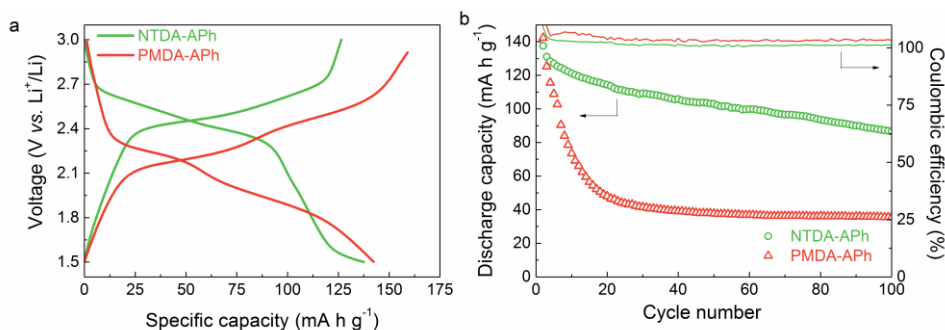 a
NTDA-APh
PMDA-APh
Voltage (V vs. Li⁺/Li)
3.0
2.7
2.4
2.1
1.8
1.5
0 25 50 75 100 125 150 175
Specific capacity (mA h g⁻¹)
b
Discharge capacity (mA h g⁻¹)
140
120
100
80
60
40
20
0
NTDA-APh
PMDA-APh
0 20 40 60 80 100
Cycle number
100
75
50
25
0
Coulombic efficiency (%)